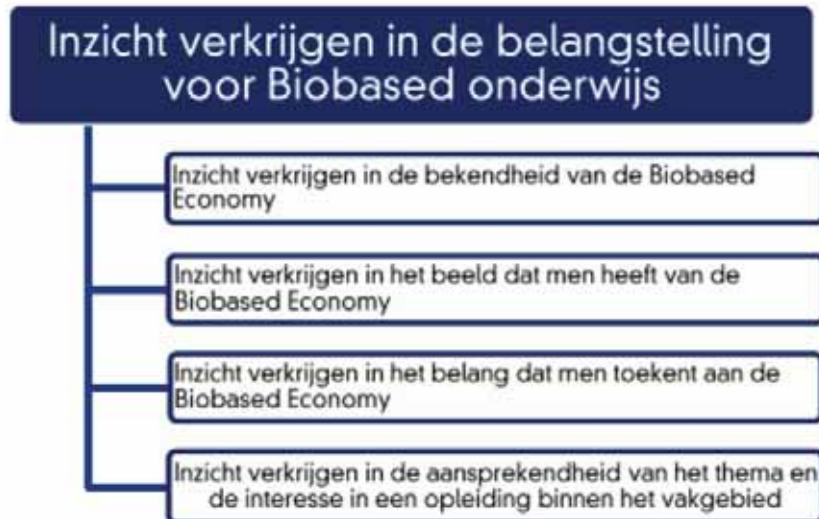 Inzicht verkrijgen in de belangstelling
voor Biobased onderwijs
Inzicht verkrijgen in de bekendheid van de Biobased
Economy
Inzicht verkrijgen in het beeld dat men heeft van de
Biobased Economy
Inzicht verkrijgen in het belang dat men toekent aan de
Biobased Economy
Inzicht verkrijgen in de aansprekendheid van het thema en
de interesse in een opleiding binnen het vakgebied